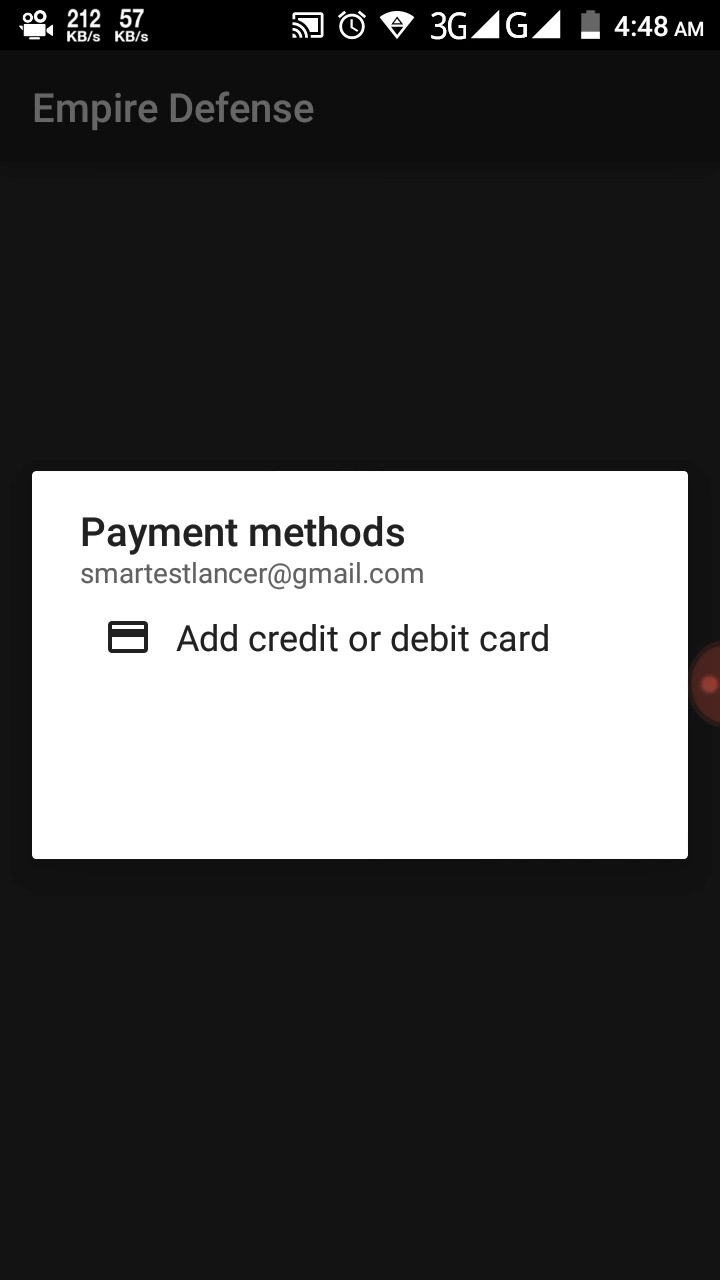 212 57
KB/s KB/s
3G G 4:48 AM
Empire Defense
Payment methods
smartestlancer@gmail.com
Add credit or debit card